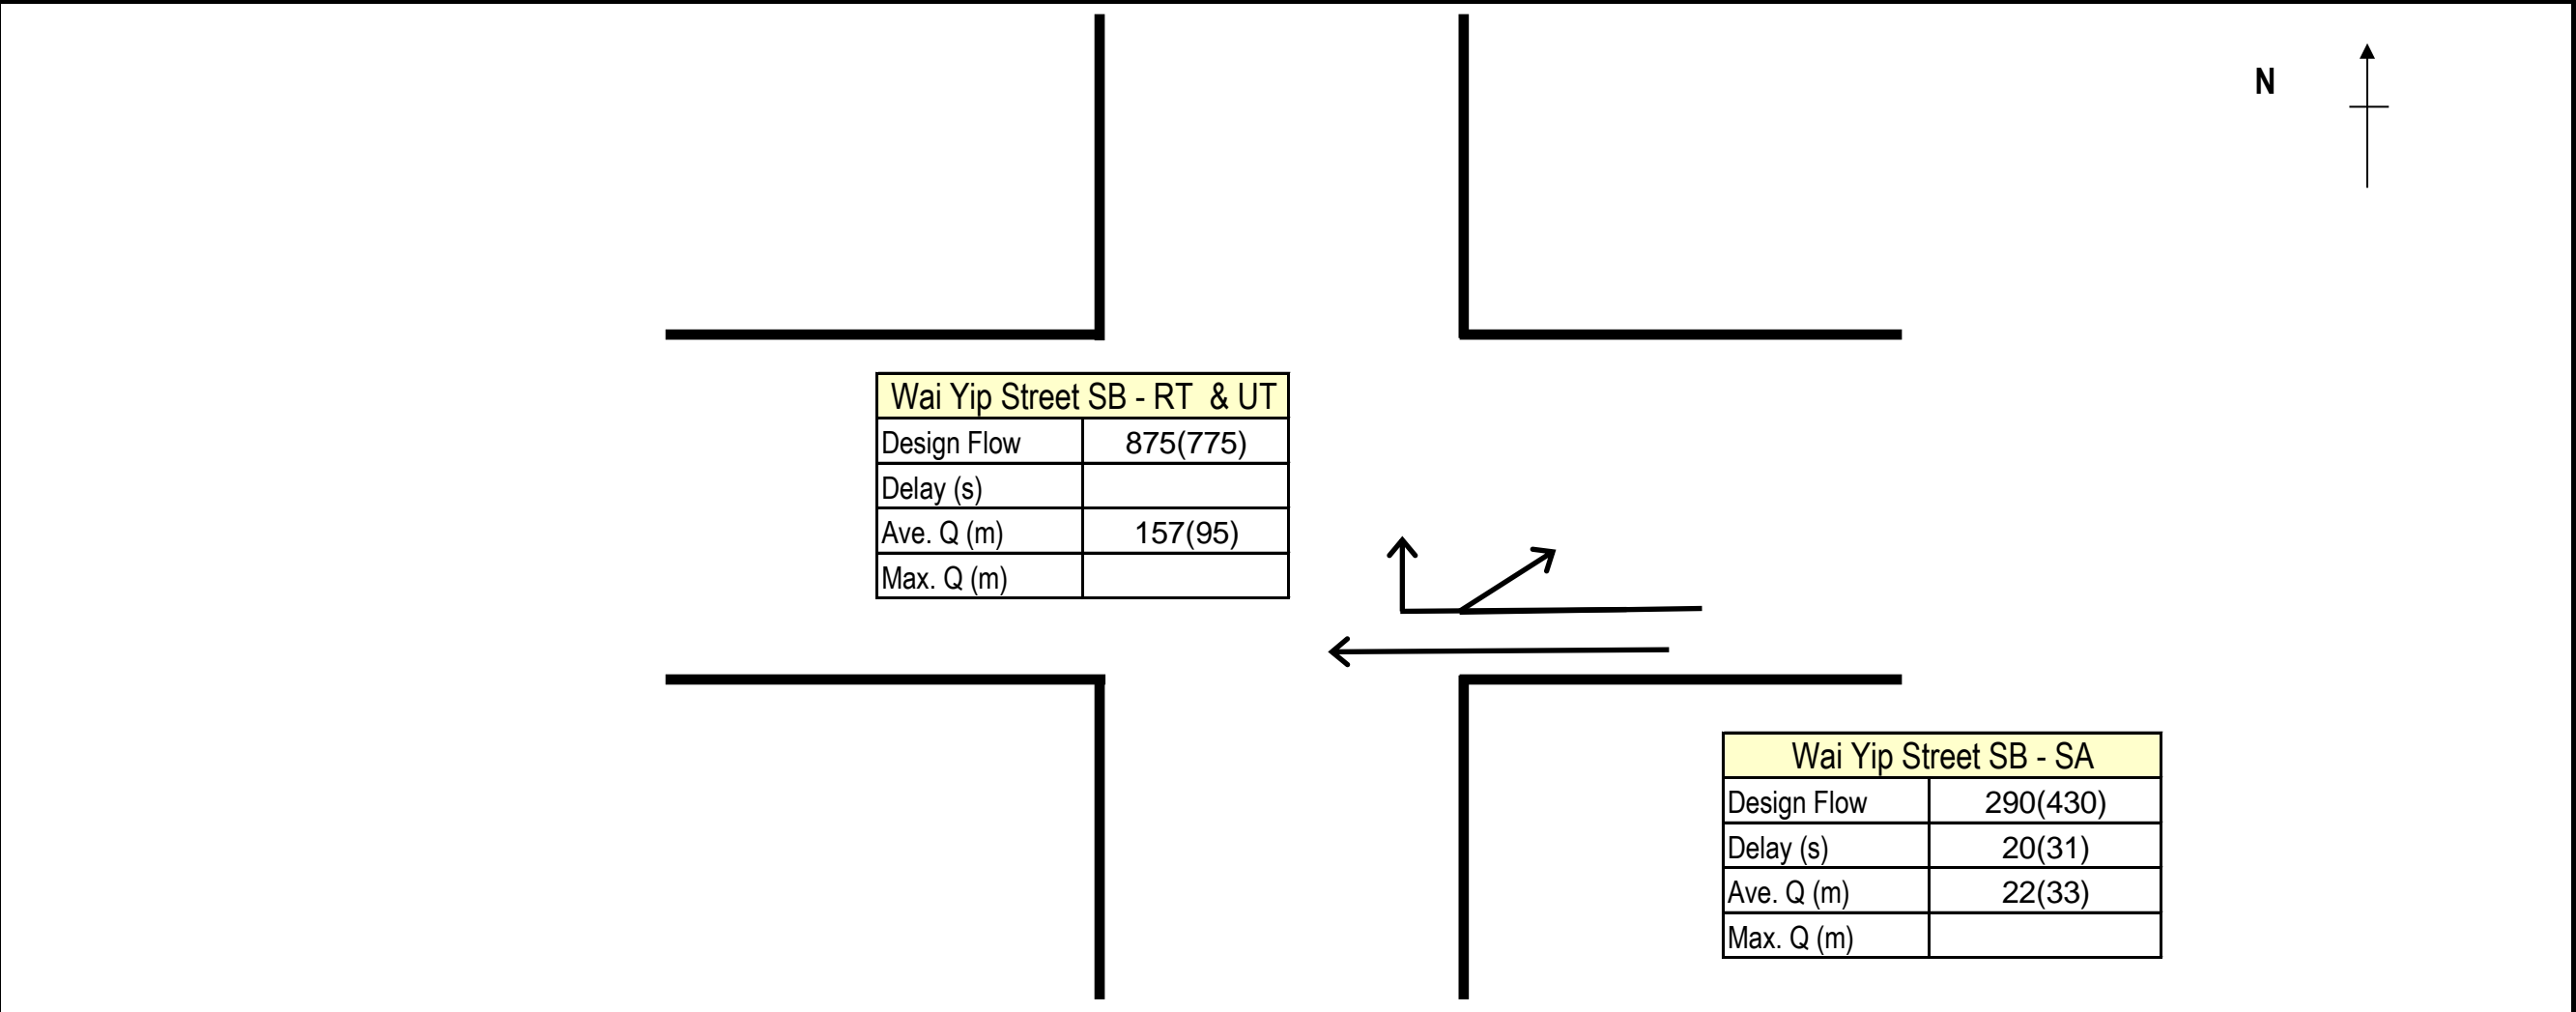 N
Wai Yip Street SB - RT & UT
Design Flow 875(775)
Delay (s)
Ave. Q (m) 157(95)
Max. Q (m)
Wai Yip Street SB - SA
Design Flow 290(430)
Delay (s) 20(31)
Ave. Q (m) 22(33)
Max. Q (m)